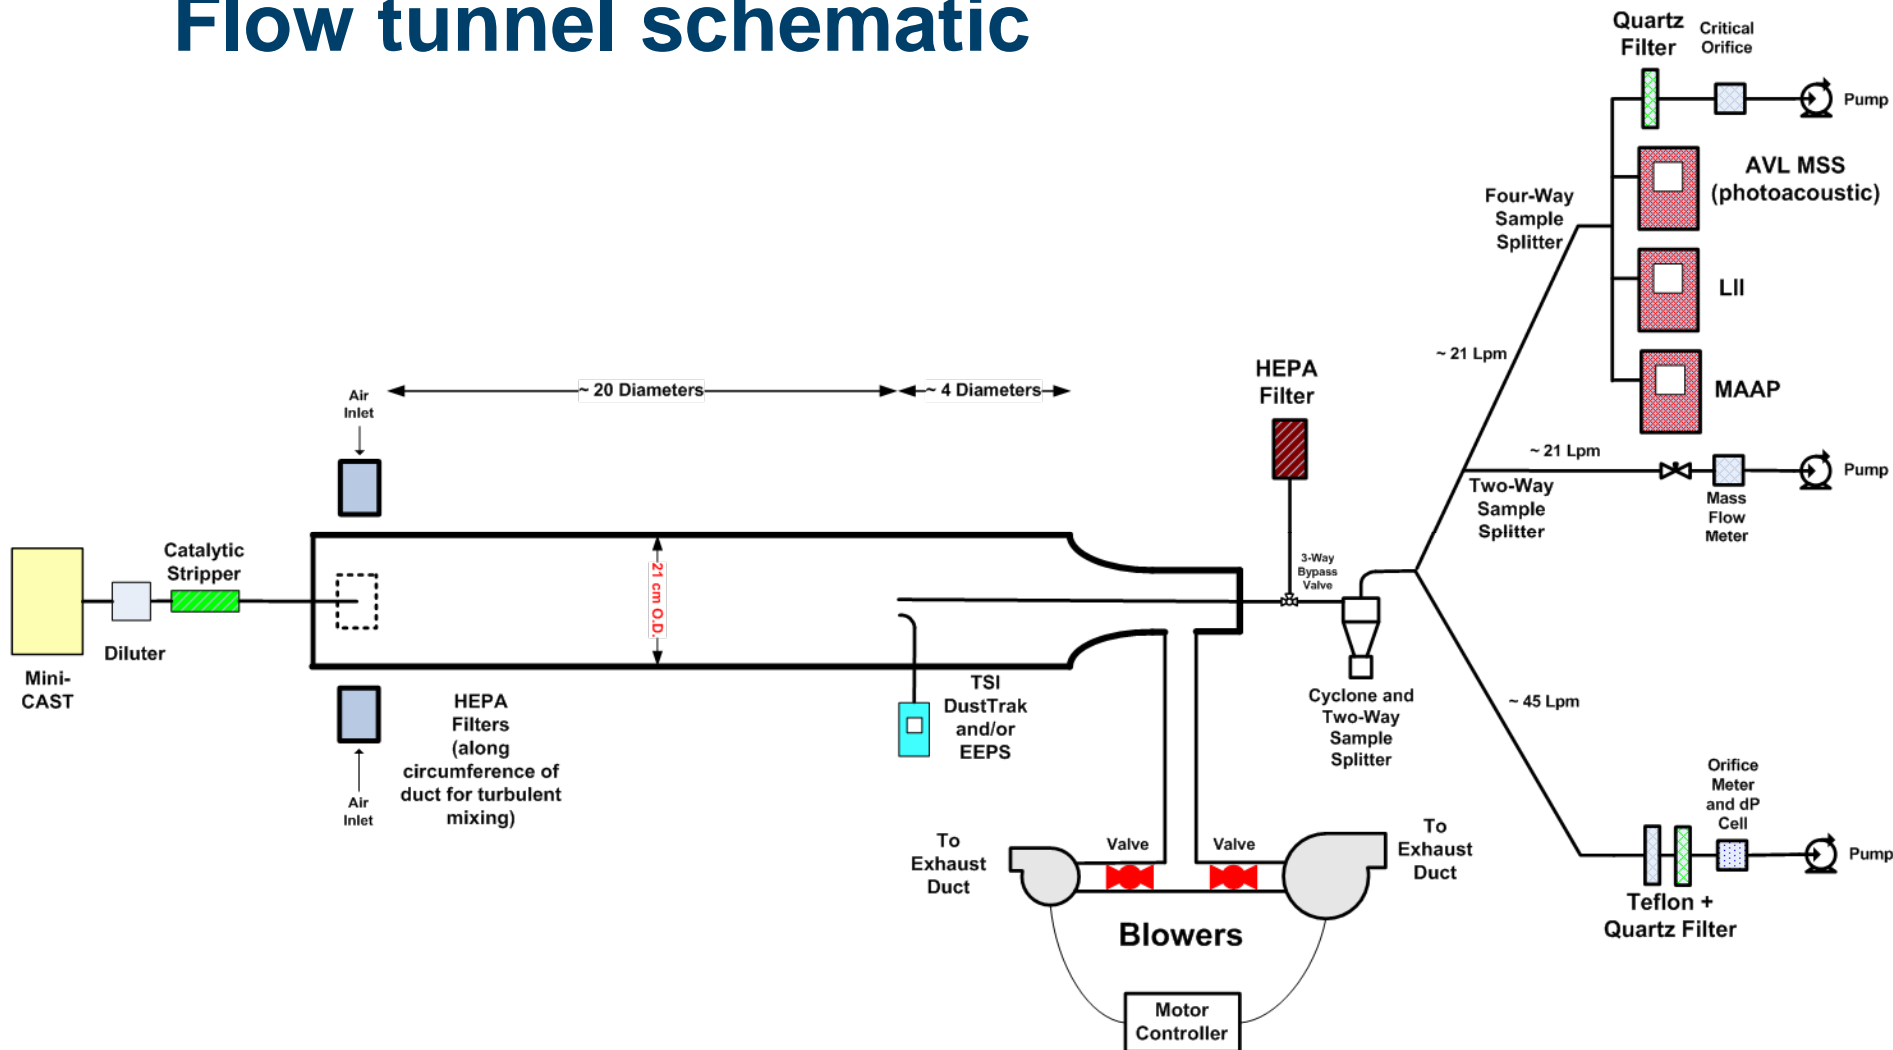 Flow tunnel schematic
Quartz
Filter
Critical
Orifice
Pump
AVL MSS
(photoacoustic)
Four-Way
Sample
Splitter
LII
~ 21 Lpm
MAAP
HEPA
Filter
~ 20 Diameters
~ 4 Diameters
Air
Inlet
~ 21 Lpm
Pump
Two-Way
Sample
Splitter
Mass
Flow
Meter
Catalytic
Stripper
21 cm O.D.
3-Way
Bypass
Valve
Diluter
Mini-
CAST
HEPA
Filters
(along
circumference of
duct for turbulent
mixing)
TSI
DustTrak
and/or
EEPS
Cyclone and
Two-Way
Sample
Splitter
~ 45 Lpm
Air
Inlet
Orifice
Meter
and dP
Cell
Pump
To
Exhaust
Duct
Valve
Valve
To
Exhaust
Duct
Teflon +
Quartz Filter
Blowers
Motor
Controller